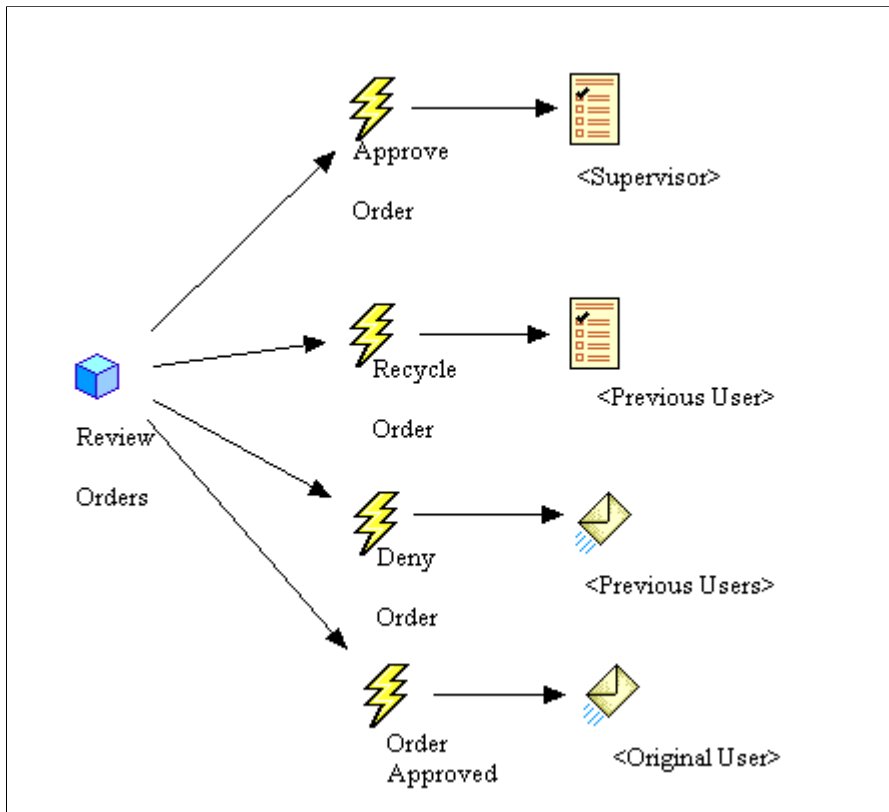 Approve
Order
<Supervisor>
Recycle
Order
<Previous User>
Review
Orders
Deny
Order
<Previous Users>
Order
Approved
<Original User>